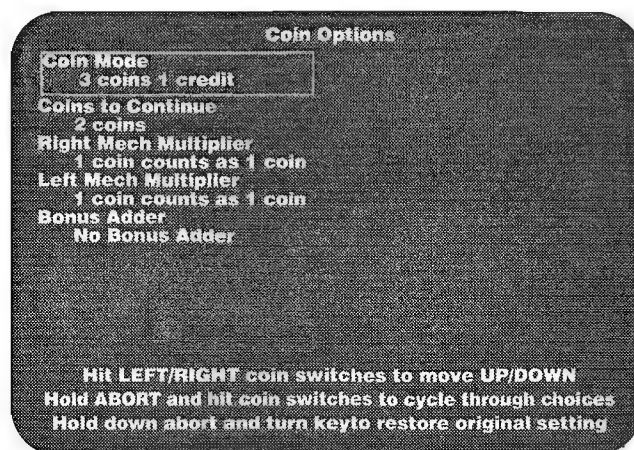 Coin Options
Coin Mode
3 coins 1 credit
Coins to Continue
2 coins
Right Mech Multiplier
1 coin counts as 1 coin
Left Mech Multiplier
1 coin counts as 1 coin
Bonus Adder
No Bonus Adder
Hit LEFT/RIGHT coin switches to move UP/DOWN
Hold ABORT and hit coin switches to cycle through choices
Hold down abort and turn keyto restore original setting